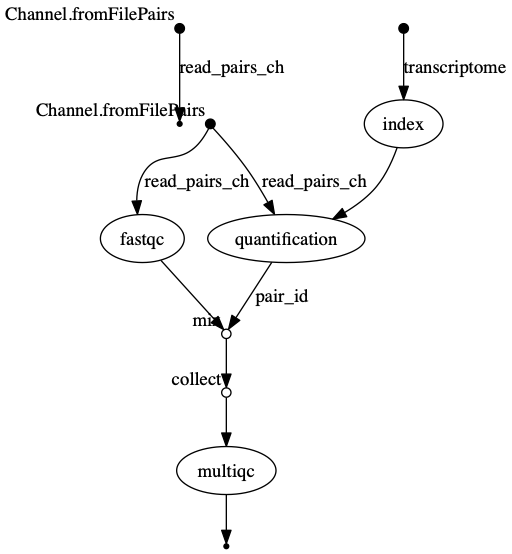 Channel.fromFilePairs
read_pairs_ch
transcriptome
Channel.fromFilePairs
index
read_pairs_ch
read_pairs_ch
fastqc
quantification
pair_id
collect
multiqc